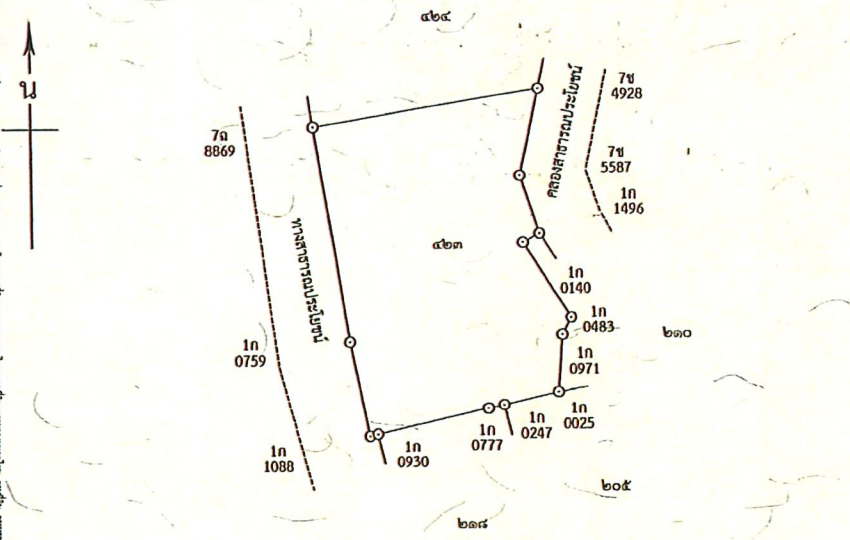 ๔๒๔
น
7ช
4928
7ฉ
8869
คลองสาธารณประโยชน์
7ช
5587
1ก
1496
ทางสาธารณประโยชน์
๔๒๓
1ก
0140
1ก
0483
๒๑๐
1ก
0759
1ก
0971
1ก
0025
1ก
0247
1ก
0777
1ก
0930
1ก
1088
๒๐๕
๒๑๘